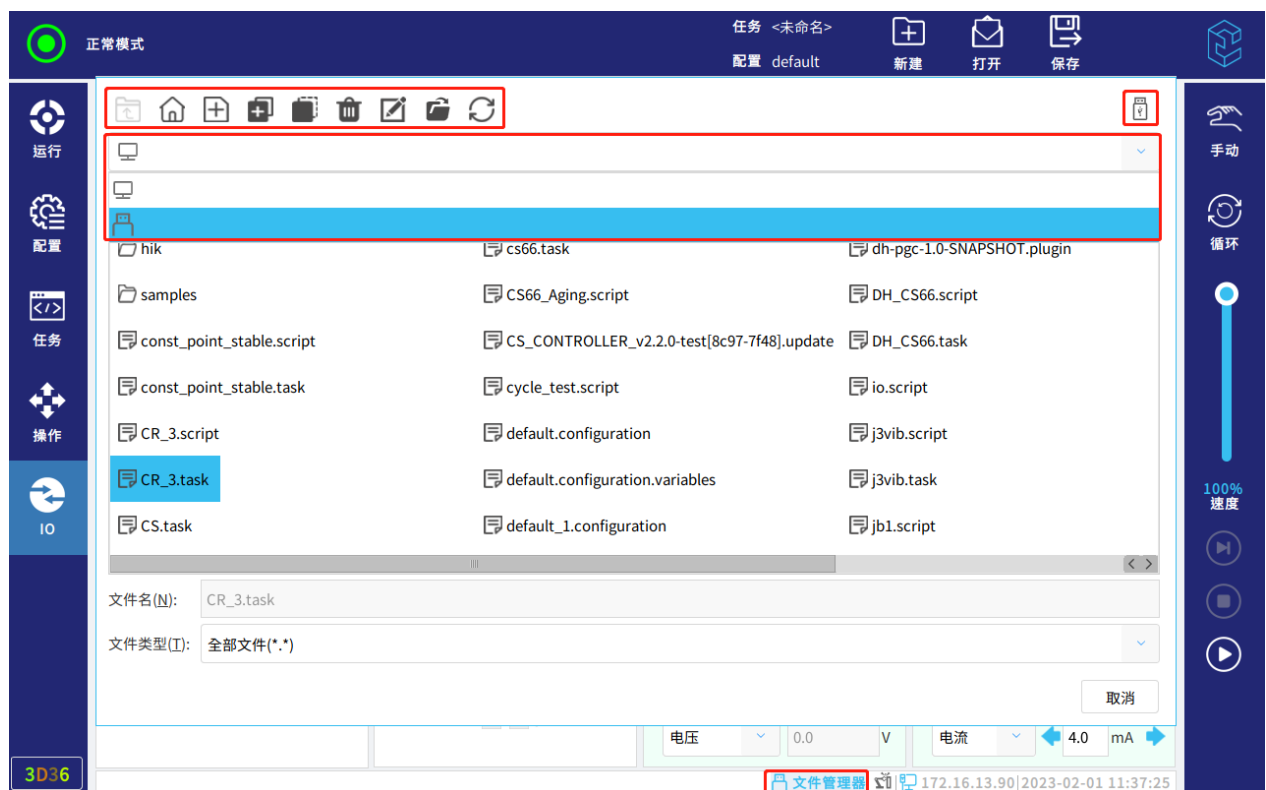 正常模式
任务 <未命名>
配置 default
新建
打开
保存
运行
配置
任务
操作
IO
3D36
hik
samples
const_point_stable.script
const_point_stable.task
CR_3.script
CR_3.task
CS.task
cs66.task
CS66_Aging.script
CS_CONTROLLER_v2.2.0-test[8c97-7f48].update
cycle_test.script
default.configuration
default.configuration.variables
default_1.configuration
dh-pgc-1.0-SNAPSHOT.plugin
DH_CS66.script
DH_CS66.task
io.script
j3vib.script
j3vib.task
jb1.script
文件名(N): CR_3.task
文件类型(T): 全部文件(*.*)
取消
电压 0.0 V
电流 4.0 mA
文件管理器 172.16.13.90|2023-02-01 11:37:25
手动
循环
100%
速度